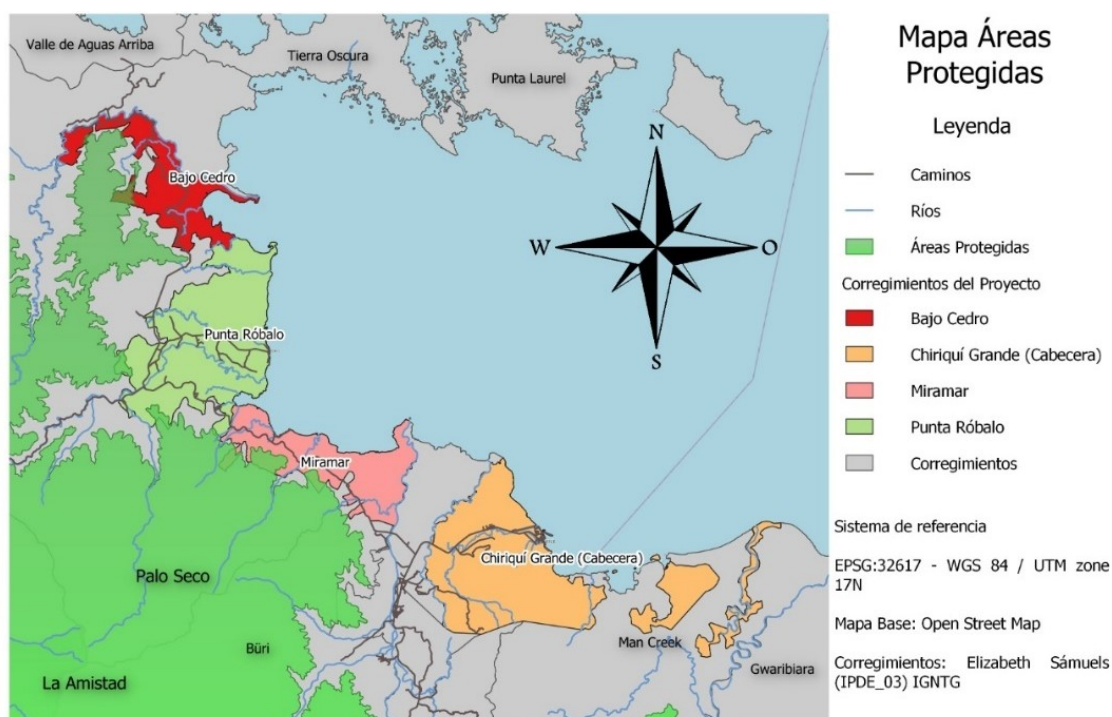 Valle de Aguas Arriba
Tierra Oscura
Punta Laurel
Bajo Cedro
N
W
O
S
Punta Róbalo
Miramar
Chiriquí Grande (Cabecera)
Palo Seco
Büri
Man Creek
Gwaribiara
La Amistad
Mapa Áreas
Protegidas
Leyenda
Caminos
Ríos
Áreas Protegidas
Corregimientos del Proyecto
Bajo Cedro
Chiriquí Grande (Cabecera)
Miramar
Punta Róbalo
Corregimientos
Sistema de referencia
EPSG:32617 - WGS 84 / UTM zone
17N
Mapa Base: Open Street Map
Corregimientos: Elizabeth Sámuels
(IPDE_03) IGNTG